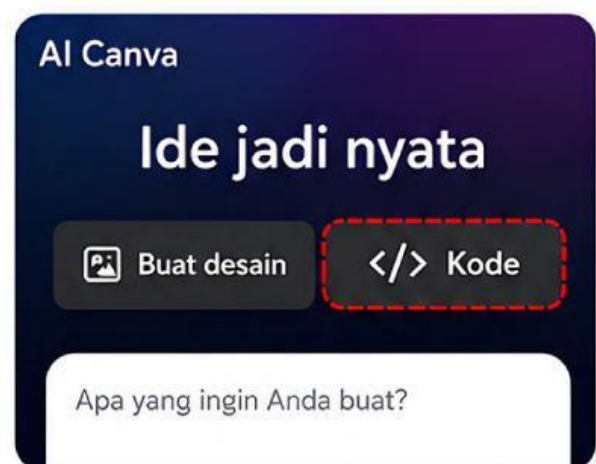 AI Canva
Ide jadi nyata
Buat desain </> Kode
Apa yang ingin Anda buat?